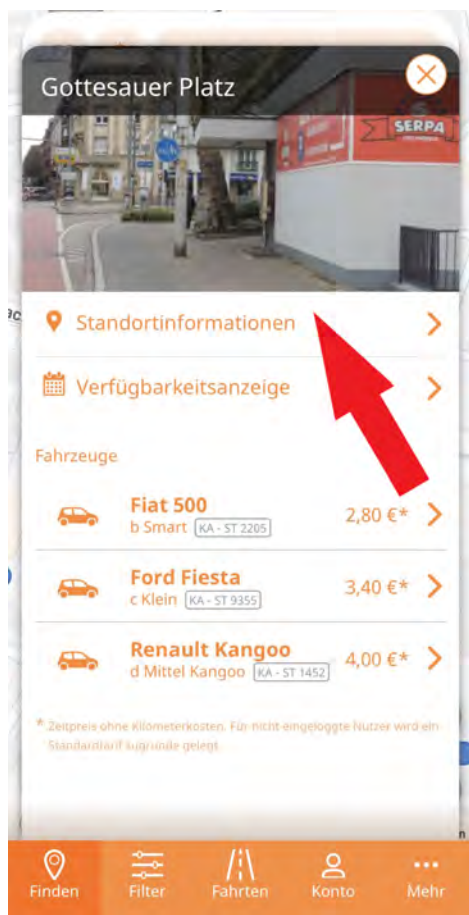 Gottesauer Platz
SERPA
Standortinformationen
Verfügbarkeitsanzeige
Fahrzeuge
Fiat 500
b Smart KA - ST 2205
2,80 €*
Ford Fiesta
c Klein KA - ST 9355
3,40 €*
Renault Kangoo
d Mittel Kangoo KA - ST 1452
4,00 €*
* Zeitpreis ohne Kilometerkosten. Für nicht eingeloggte Nutzer wird ein
Standardtarif zugrunde gelegt.
Finden
Filter
Fahrten
Konto
Mehr